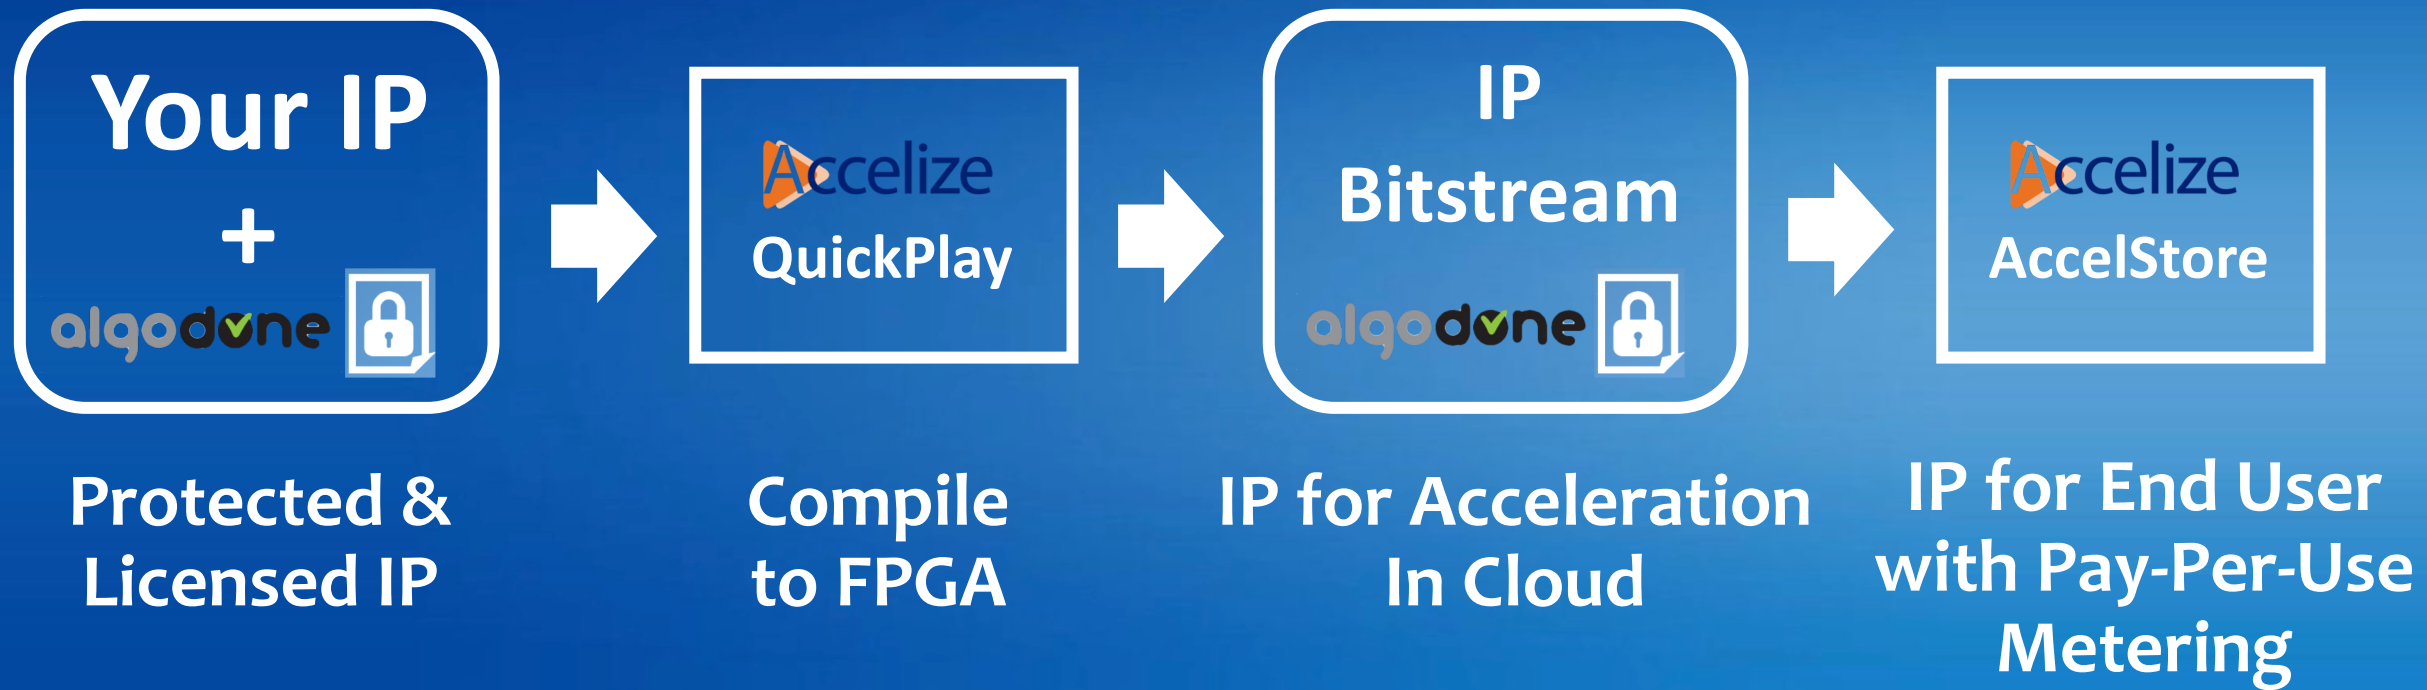 Your IP
+
algodone
Protected &
Licensed IP
Accelize
QuickPlay
Compile
to FPGA
IP
Bitstream
algodone
IP for Acceleration
In Cloud
Accelize
AccelStore
IP for End User
with Pay-Per-Use
Metering